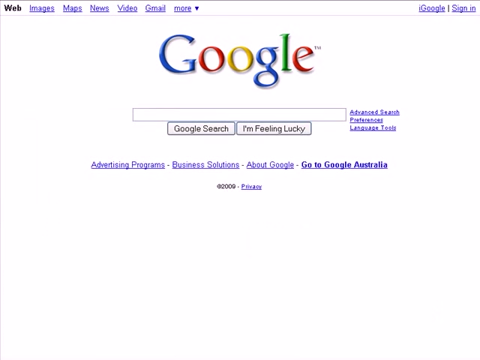 Web Images Maps News Video Gmail more ▼ iGoogle | Sign in
Google™
Advanced Search
Preferences
Language Tools
Google Search I'm Feeling Lucky
Advertising Programs - Business Solutions - About Google - Go to Google Australia
©2009 - Privacy